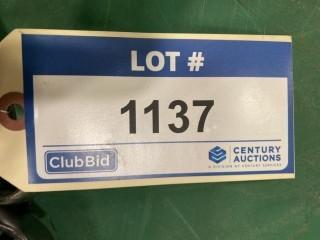 LOT #
1137
ClubBid
CENTURY
AUCTIONS
A DIVISION OF CENTURY SERVICES